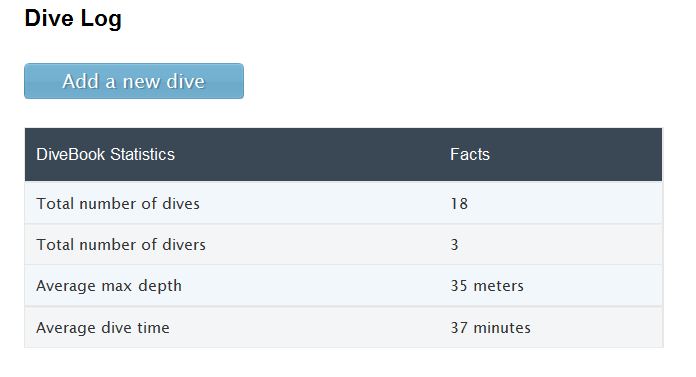 Dive Log
Add a new dive
DiveBook Statistics Facts
Total number of dives 18
Total number of divers 3
Average max depth 35 meters
Average dive time 37 minutes